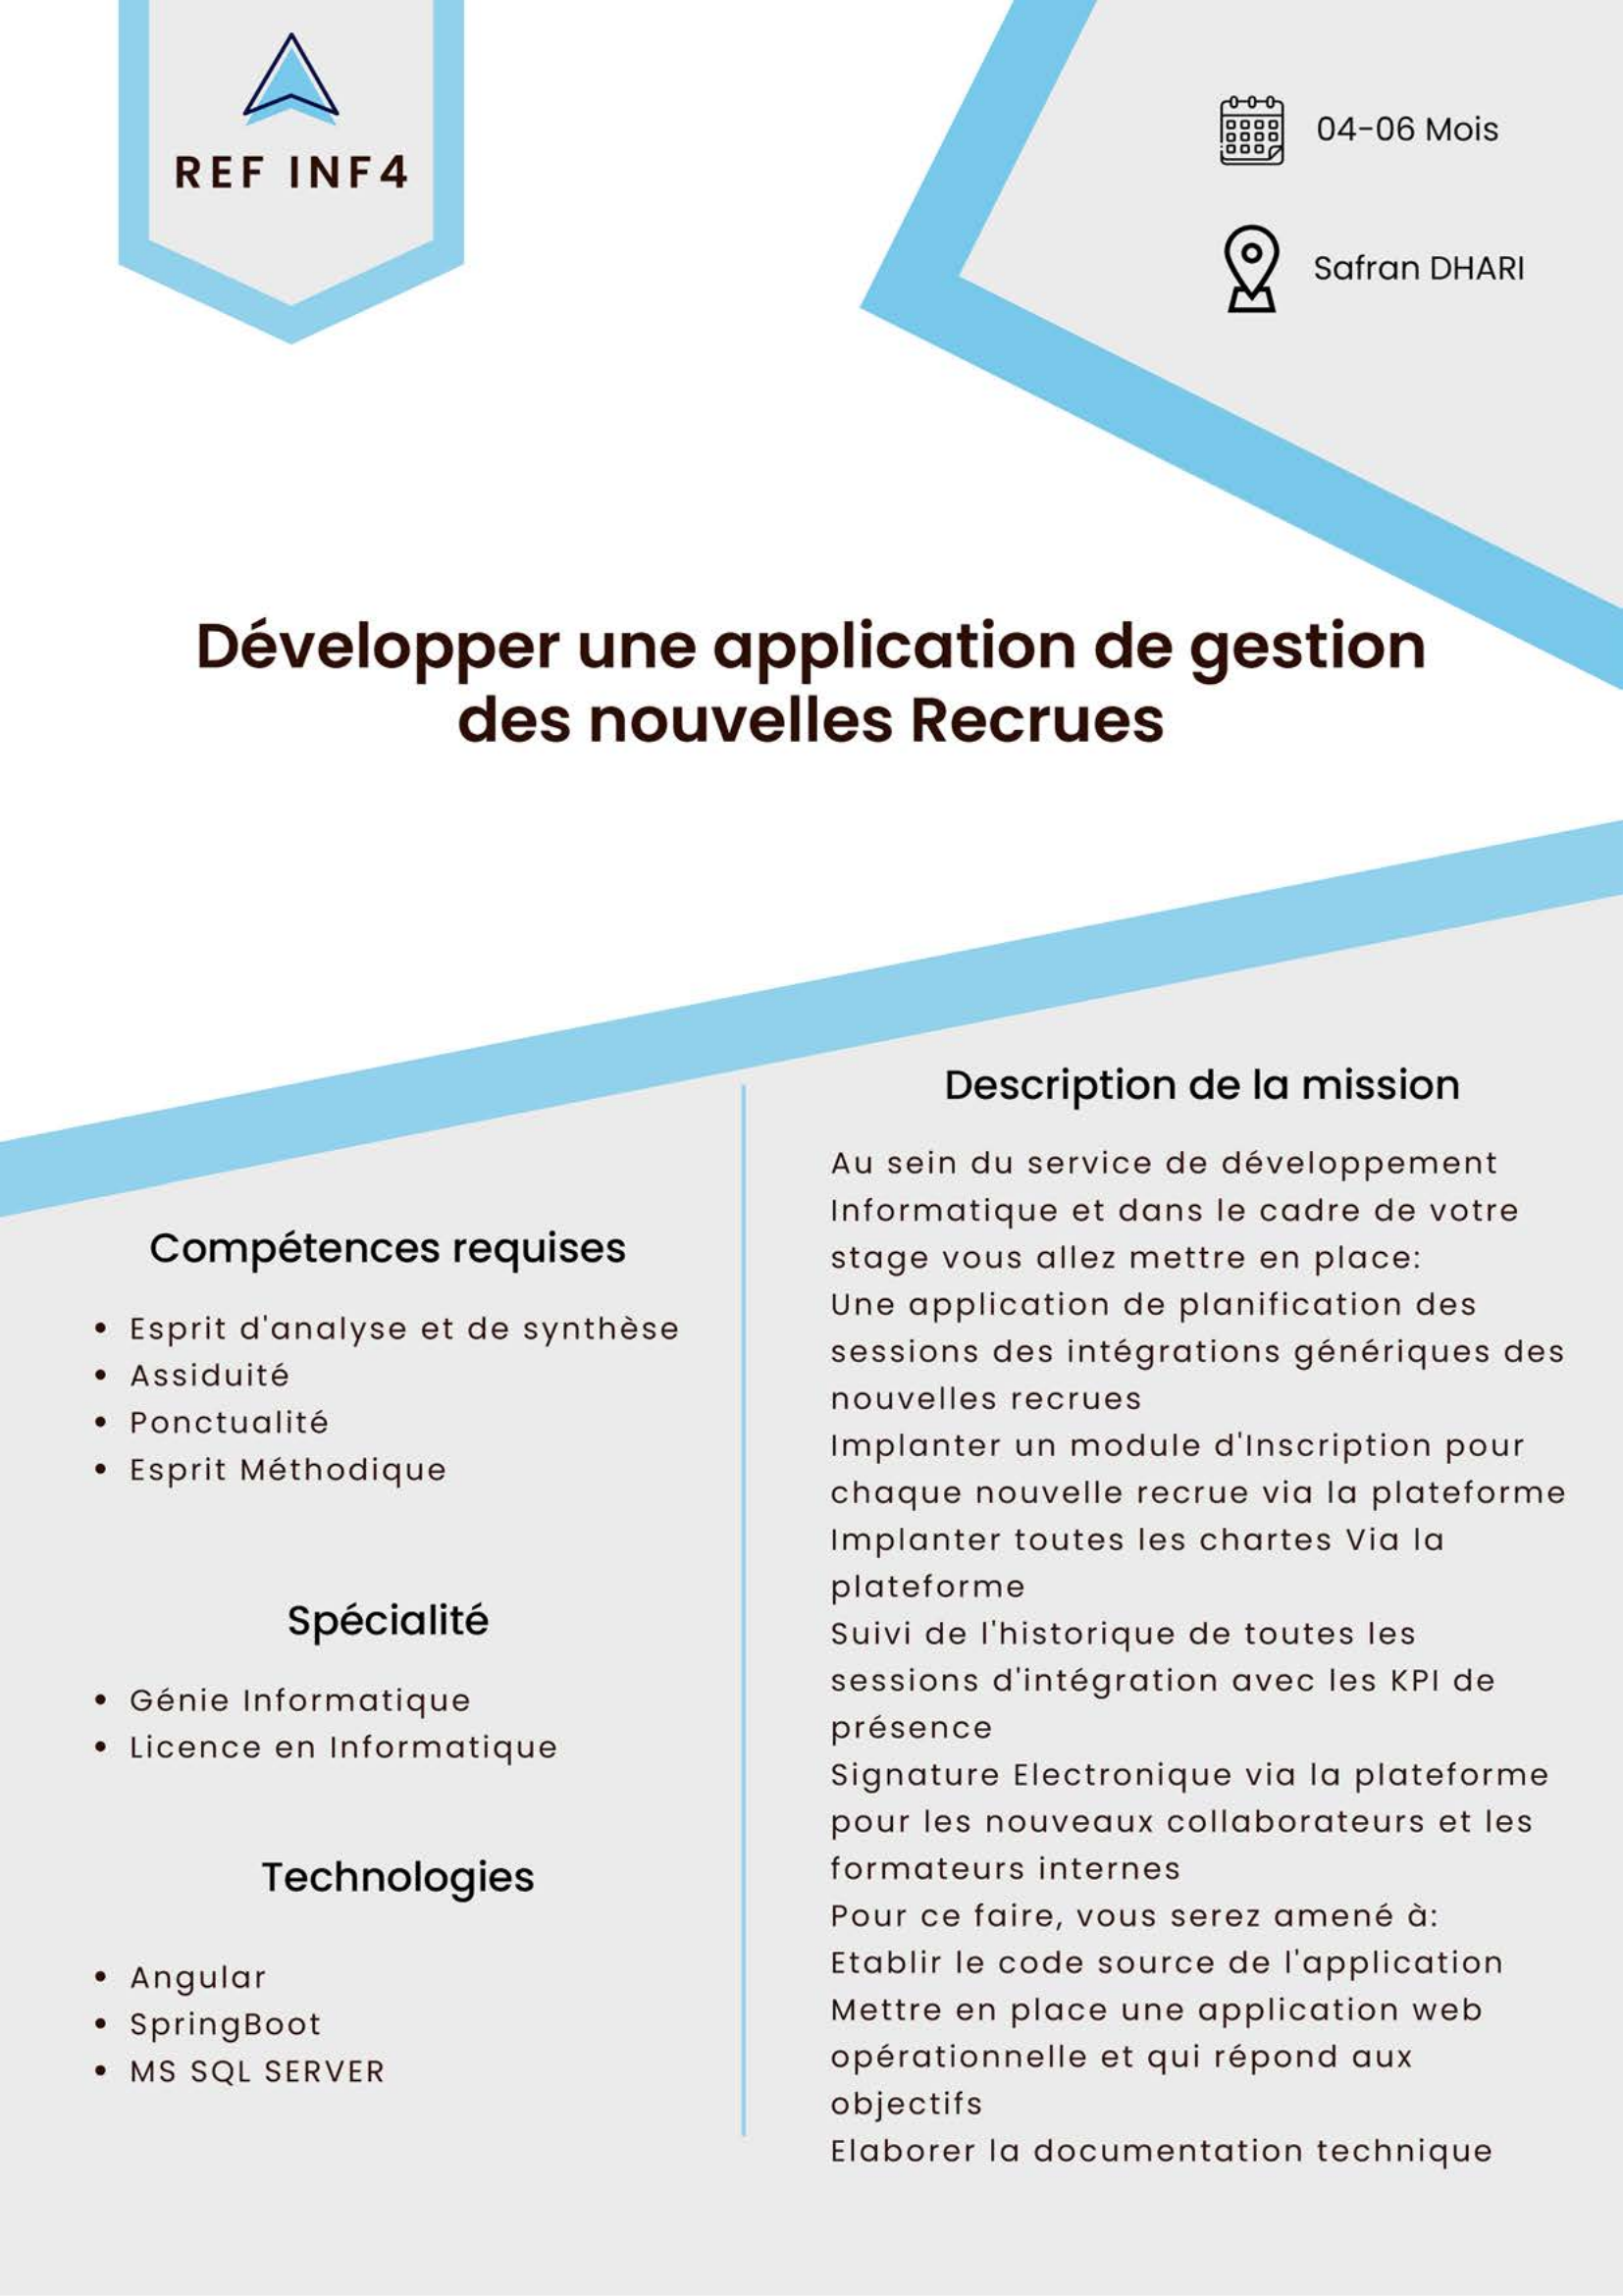 REF INF4
04-06 Mois
Safran DHARI
Développer une application de gestion
des nouvelles Recrues
Compétences requises
• Esprit d'analyse et de synthèse
• Assiduité
• Ponctualité
• Esprit Méthodique
Spécialité
• Génie Informatique
• Licence en Informatique
Technologies
• Angular
• SpringBoot
• MS SQL SERVER
Description de la mission
Au sein du service de développement
Informatique et dans le cadre de votre
stage vous allez mettre en place:
Une application de planification des
sessions des intégrations génériques des
nouvelles recrues
Implanter un module d'Inscription pour
chaque nouvelle recrue via la plateforme
Implanter toutes les chartes Via la
plateforme
Suivi de l'historique de toutes les
sessions d'intégration avec les KPI de
présence
Signature Electronique via la plateforme
pour les nouveaux collaborateurs et les
formateurs internes
Pour ce faire, vous serez amené à:
Etablir le code source de l'application
Mettre en place une application web
opérationnelle et qui répond aux
objectifs
Elaborer la documentation technique